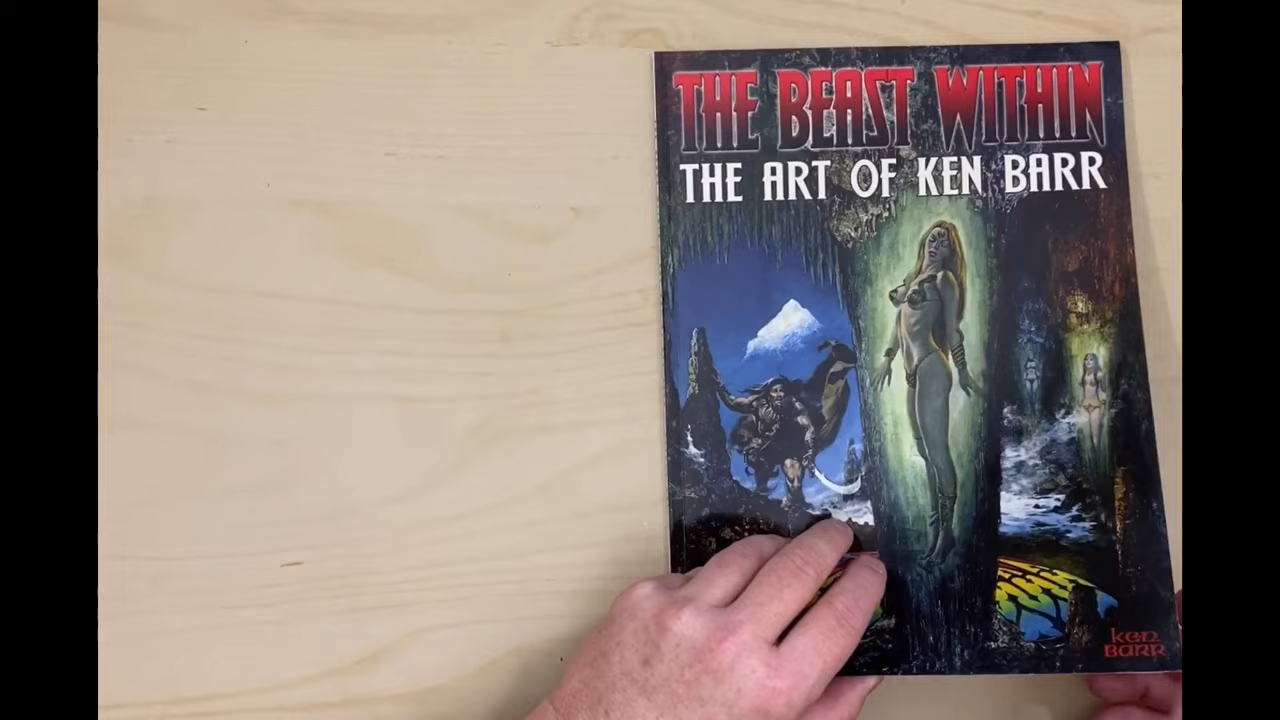 THE BEAST WITHIN
THE ART OF KEN BARR
KEN
BARR